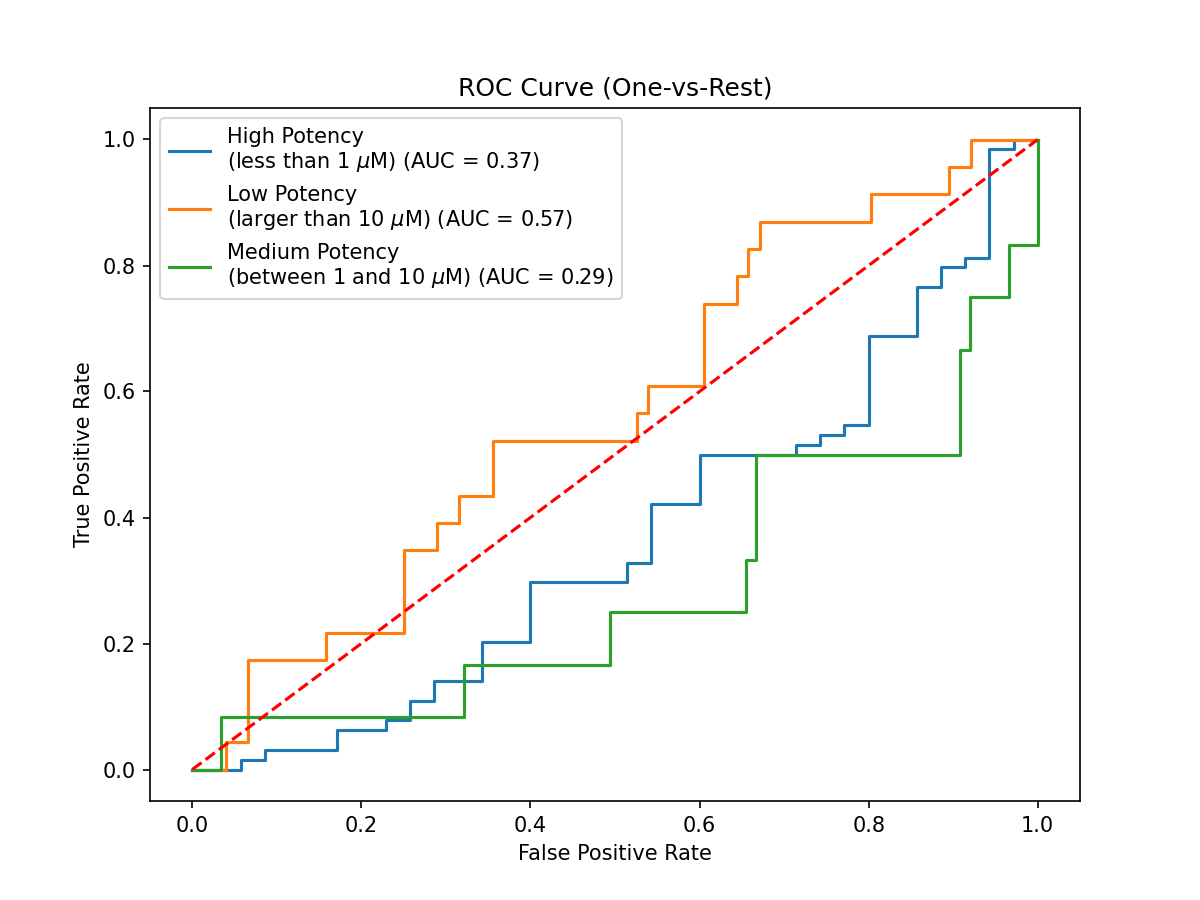 ROC Curve (One-vs-Rest)
High Potency
(less than 1 μM) (AUC = 0.37)
Low Potency
(larger than 10 μM) (AUC = 0.57)
Medium Potency
(between 1 and 10 μM) (AUC = 0.29)
True Positive Rate
1.0
0.8
0.6
0.4
0.2
0.0
0.0 0.2 0.4 0.6 0.8 1.0
False Positive Rate